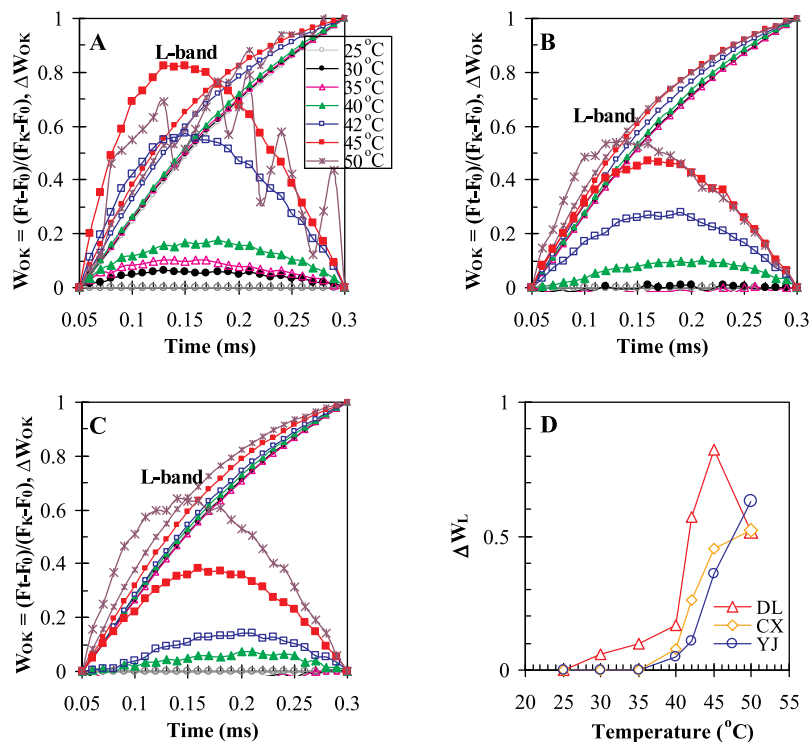 A
L-band
25 °C
30 °C
35 °C
40 °C
42 °C
45 °C
50 °C
WOK = (Ft-F0)/(FK-F0), ΔWOK
1
0.8
0.6
0.4
0.2
0
0.05 0.1 0.15 0.2 0.25 0.3
Time (ms)
B
L-band
WOK = (Ft-F0)/(FK-F0), ΔWOK
1
0.8
0.6
0.4
0.2
0
0.05 0.1 0.15 0.2 0.25 0.3
Time (ms)
C
L-band
WOK = (Ft-F0)/(FK-F0), ΔWOK
1
0.8
0.6
0.4
0.2
0
0.05 0.1 0.15 0.2 0.25 0.3
Time (ms)
D
ΔWL
1
0.5
0
DL
CX
YJ
20 25 30 35 40 45 50 55
Temperature (°C)